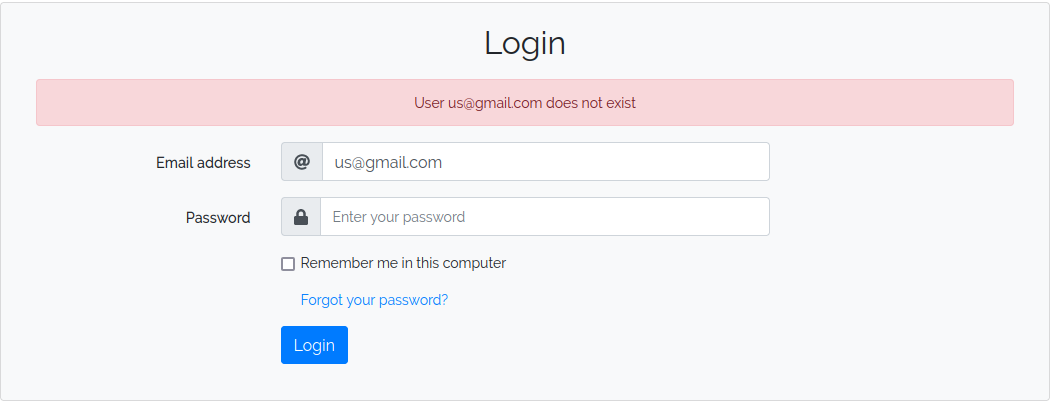 Login
User us@gmail.com does not exist
Email address @ us@gmail.com
Password Enter your password
Remember me in this computer
Forgot your password?
Login